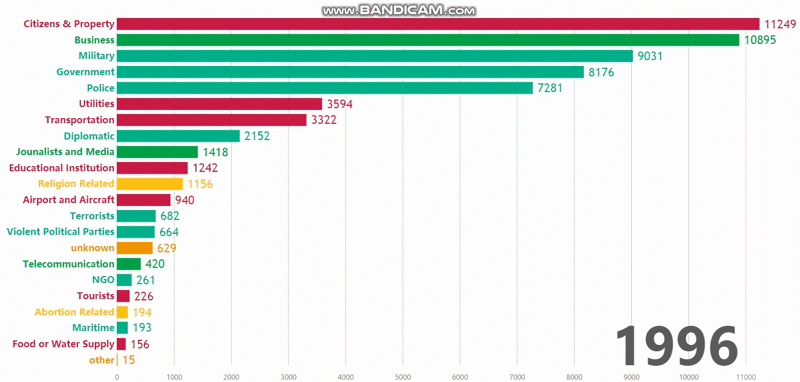 www.BANDICAM.com
Citizens & Property 11249
Business 10895
Military 9031
Government 8176
Police 7281
Utilities 3594
Transportation 3322
Diplomatic 2152
Jounalists and Media 1418
Educational Institution 1242
Religion Related 1156
Airport and Aircraft 940
Terrorists 682
Violent Political Parties 664
unknown 629
Telecommunication 420
NGO 261
Tourists 226
Abortion Related 194
Maritime 193
Food or Water Supply 156
other 15
1996
0 1000 2000 3000 4000 5000 6000 7000 8000 9000 10000 11000